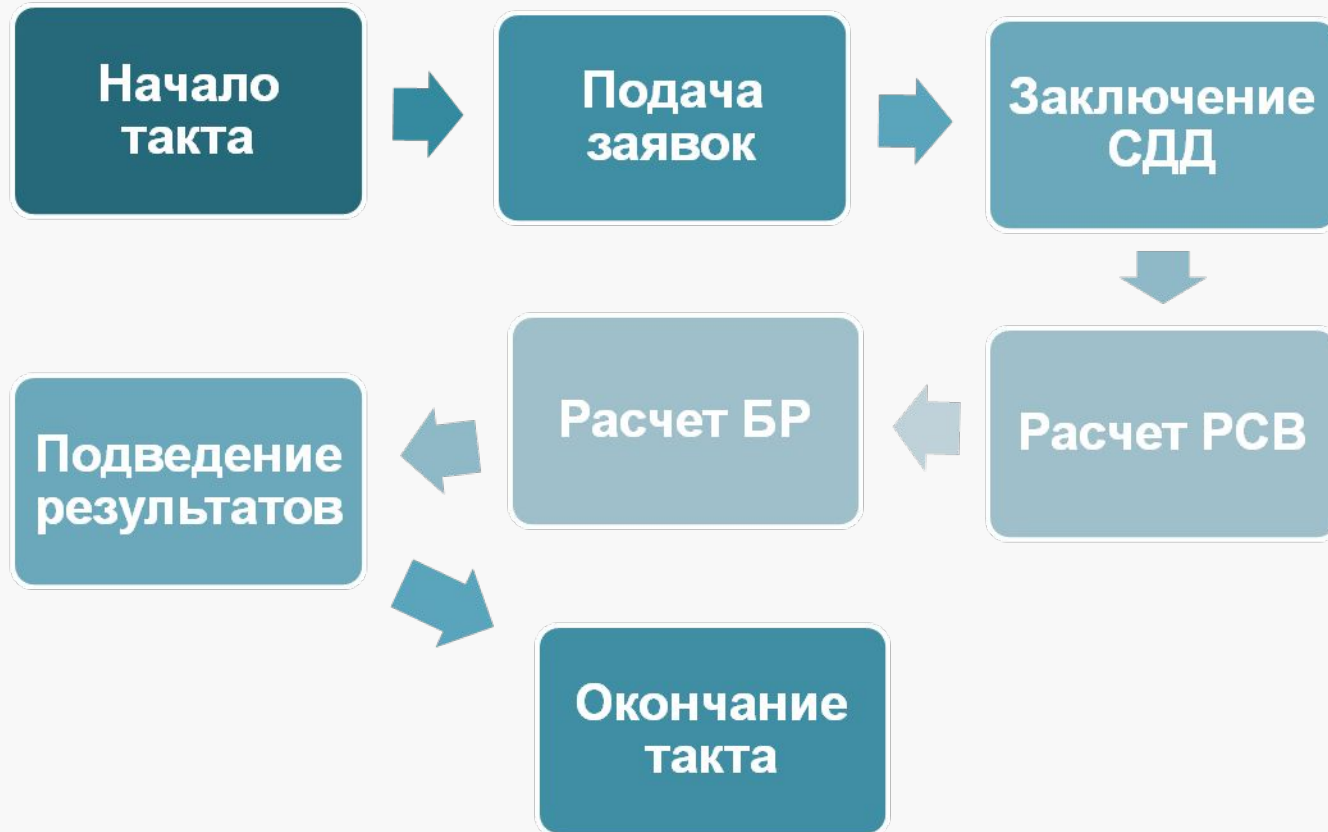 Начало
такта
Подача
заявок
Заключение
СДД
Расчет РСВ
Расчет БР
Подведение
результатов
Окончание
такта